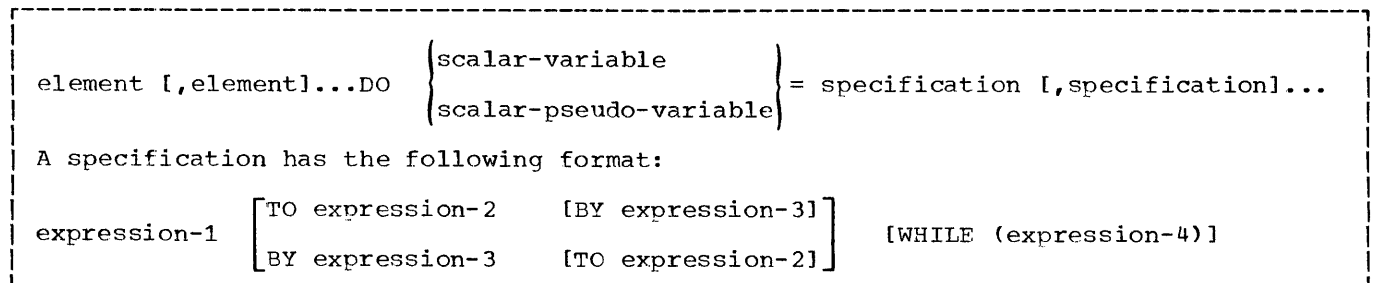 scalar-variable
element [,element]...DO = specification [,specification]...
scalar-pseudo-variable
A specification has the following format:
TO expression-2 [BY expression-3]
expression-1 [WHILE (expression-4)]
BY expression-3 [TO expression-2]